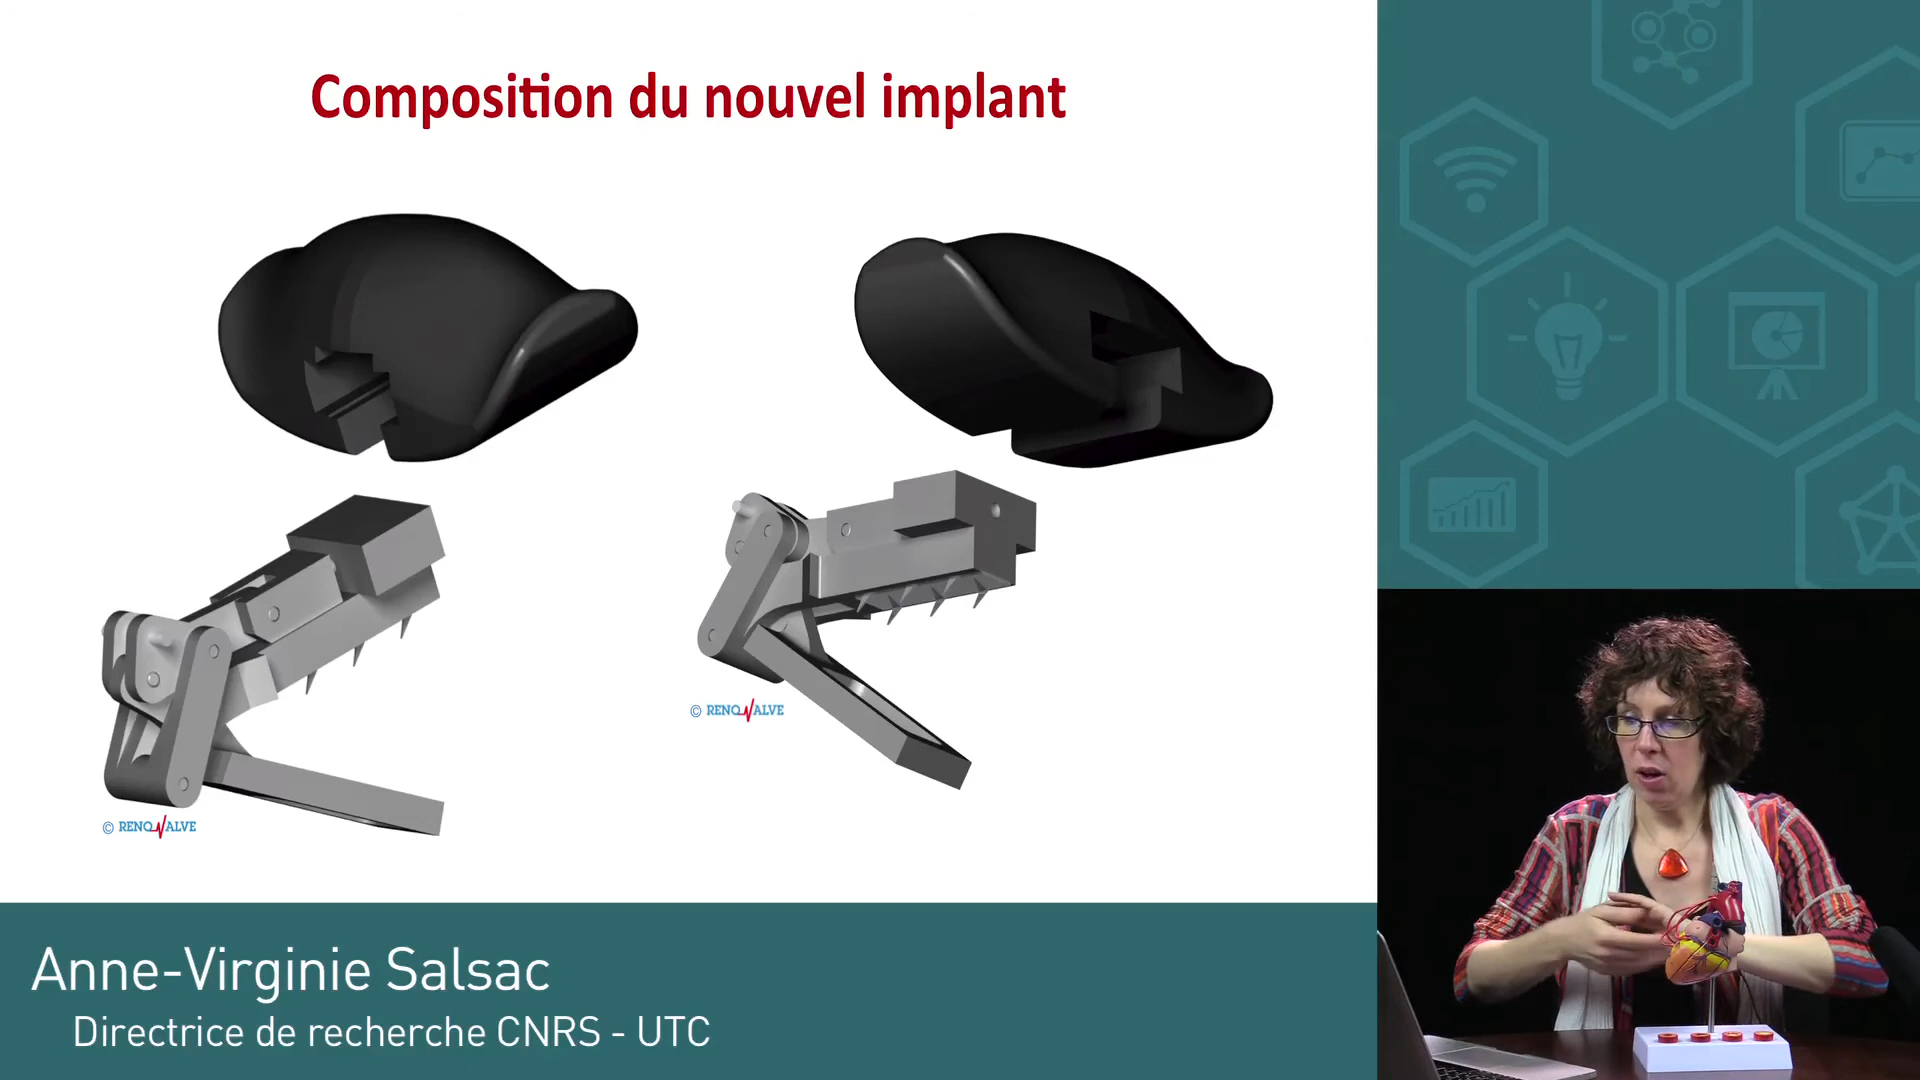 Composition du nouvel implant
© RENOVALVE
© RENOVALVE
Anne-Virginie Salsac
Directrice de recherche CNRS - UTC